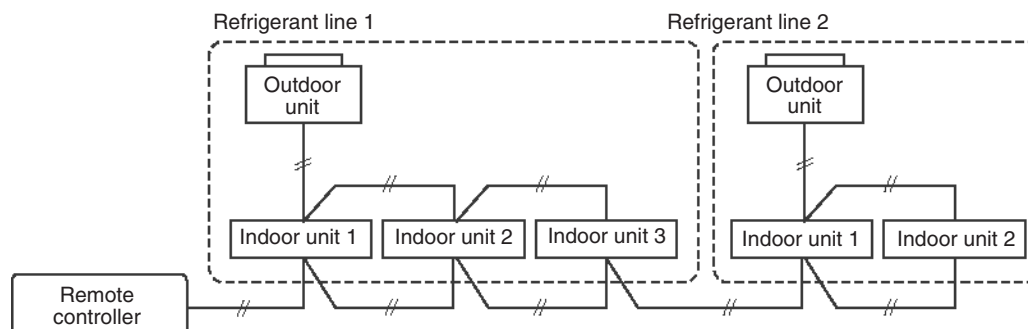 Refrigerant line 1
Refrigerant line 2
Outdoor
unit
Outdoor
unit
Indoor unit 1
Indoor unit 2
Indoor unit 3
Indoor unit 1
Indoor unit 2
Remote
controller